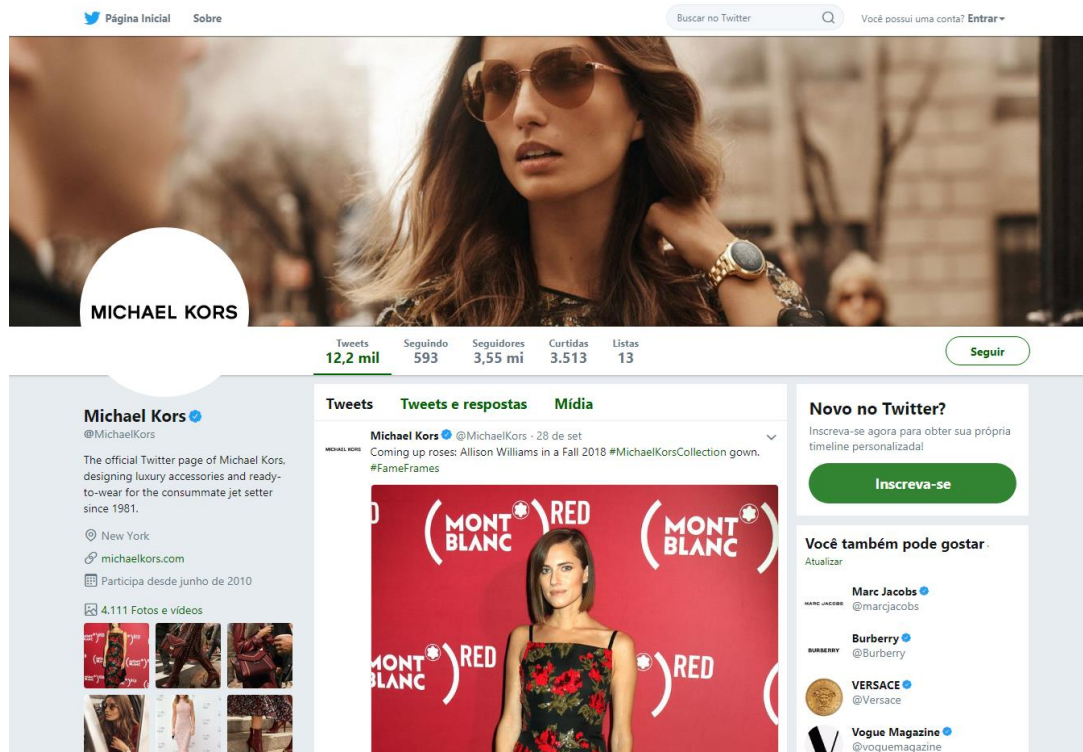 Página Inicial Sobre
Buscar no Twitter
Você possui uma conta? Entrar
MICHAEL KORS
Tweets
12,2 mil
Seguindo
593
Seguidores
3,55 mi
Curtidas
3.513
Listas
13
Seguir
Michael Kors
@MichaelKors
The official Twitter page of Michael Kors,
designing luxury accessories and ready-
to-wear for the consummate jet setter
since 1981.
New York
michaelkors.com
Participa desde junho de 2010
4.111 Fotos e vídeos
Tweets Tweets e respostas Mídia
MICHAEL KORS
Michael Kors @MichaelKors · 28 de set
Coming up roses: Allison Williams in a Fall 2018 #MichaelKorsCollection gown.
#FameFrames
(MONT
BLANC)RED
(MONT
BLANC)
MONT
BLANC)RED
)RED
Novo no Twitter?
Inscreva-se agora para obter sua própria
timeline personalizada!
Inscreva-se
Você também pode gostar ·
Atualizar
MARC JACOBS
Marc Jacobs
@marcjacobs
BURBERRY
Burberry
@Burberry
VERSACE
@Versace
Vogue Magazine
@voguemagazine